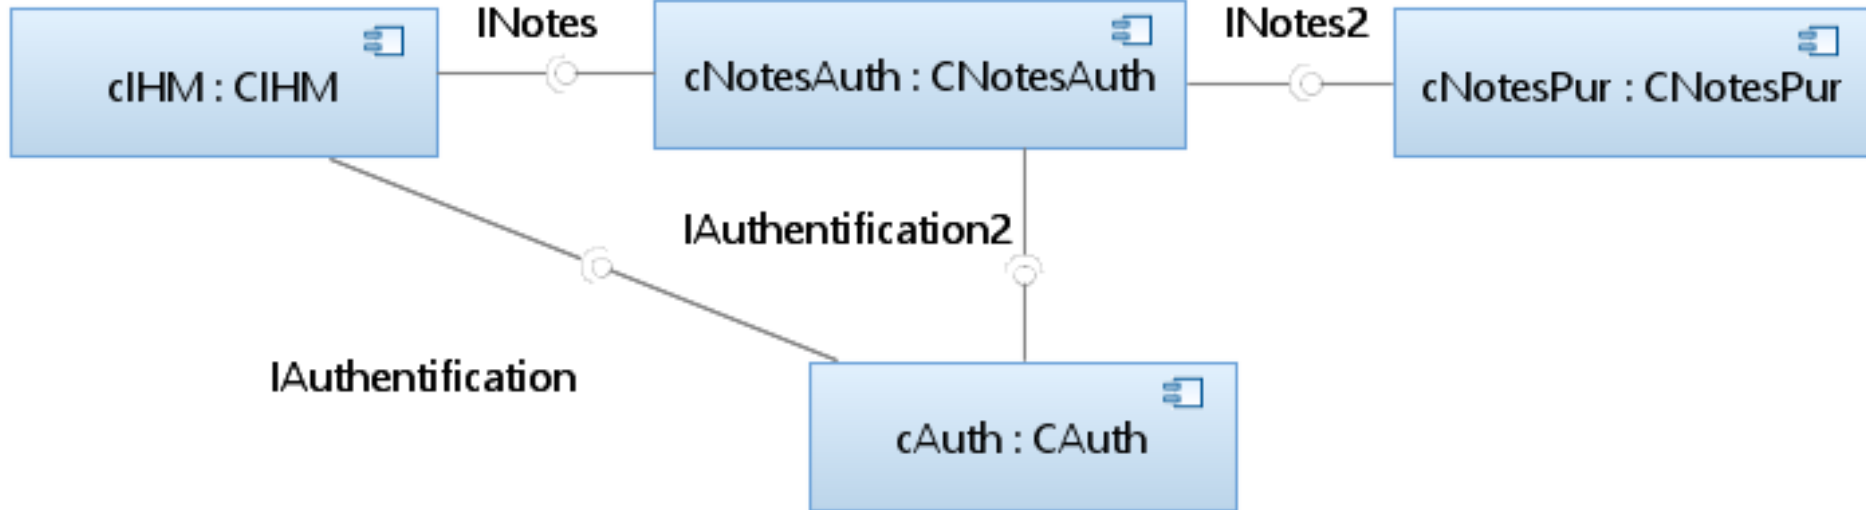 INotes
INotes2
cIHM : CIHM
cNotesAuth : CNotesAuth
cNotesPur : CNotesPur
IAuthentification2
IAuthentification
cAuth : CAuth